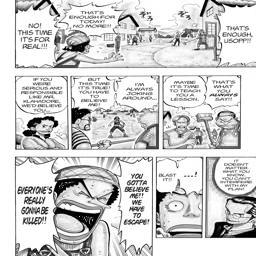 THAT'S
ENOUGH,
USOPP!!
THAT'S
ENOUGH FOR
TODAY!
NO MORE!!
NO!
THIS TIME
IT'S FOR
REAL!!!
THAT'S
WHAT YOU
ALWAYS
SAY!!
MAYBE IT'S
TIME TO
TEACH YOU
A LESSON.
I'M
ALWAYS
JOKING
AROUND...
BUT THIS
TIME IT'S
TRUE! YOU
HAVE TO
BELIEVE
ME!
IF YOU
WERE
SERIOUS AND
RESPONSIBLE
LIKE MR.
KLAHADORE,
WE'D BELIEVE
YOU...
IT
DOESN'T
MATTER
WHAT YOU
KNOW.
YOU CAN'T
INTERFERE
WITH MY
PLAN!
BLAST
IT...!!
YOU
GOTTA
BELIEVE
ME!!
WE
HAVE TO
ESCAPE!
EVERYONE'S
REALLY
GONNA BE
KILLED!!